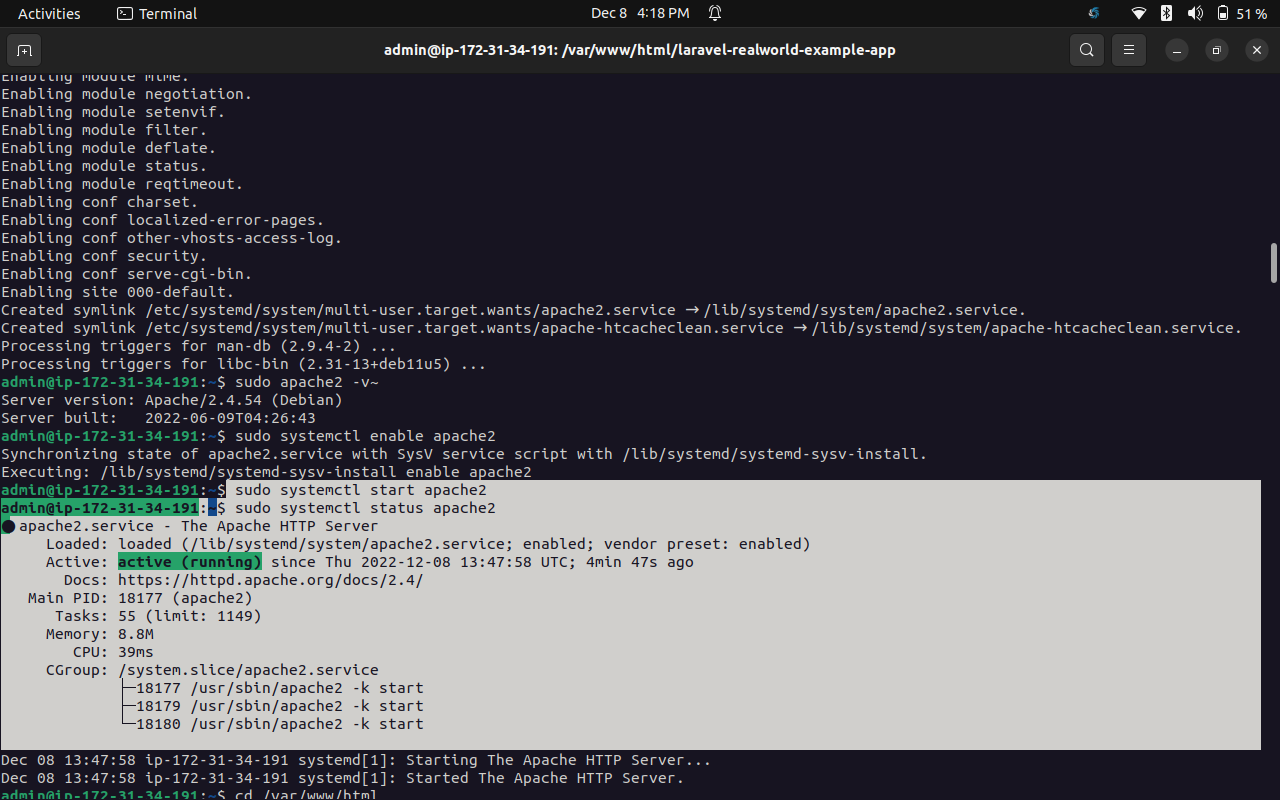 Activities Terminal Dec 8 4:18 PM 51 %
admin@ip-172-31-34-191: /var/www/html/laravel-realworld-example-app
Enabling module mime.
Enabling module negotiation.
Enabling module setenvif.
Enabling module filter.
Enabling module deflate.
Enabling module status.
Enabling module reqtimeout.
Enabling conf charset.
Enabling conf localized-error-pages.
Enabling conf other-vhosts-access-log.
Enabling conf security.
Enabling conf serve-cgi-bin.
Enabling site 000-default.
Created symlink /etc/systemd/system/multi-user.target.wants/apache2.service → /lib/systemd/system/apache2.service.
Created symlink /etc/systemd/system/multi-user.target.wants/apache-htcacheclean.service → /lib/systemd/system/apache-htcacheclean.service.
Processing triggers for man-db (2.9.4-2) ...
Processing triggers for libc-bin (2.31-13+deb11u5) ...
admin@ip-172-31-34-191:~$ sudo apache2 -v~
Server version: Apache/2.4.54 (Debian)
Server built:   2022-06-09T04:26:43
admin@ip-172-31-34-191:~$ sudo systemctl enable apache2
Synchronizing state of apache2.service with SysV service script with /lib/systemd/systemd-sysv-install.
Executing: /lib/systemd/systemd-sysv-install enable apache2
admin@ip-172-31-34-191:~$ sudo systemctl start apache2
admin@ip-172-31-34-191:~$ sudo systemctl status apache2
● apache2.service - The Apache HTTP Server
     Loaded: loaded (/lib/systemd/system/apache2.service; enabled; vendor preset: enabled)
     Active: active (running) since Thu 2022-12-08 13:47:58 UTC; 4min 47s ago
       Docs: https://httpd.apache.org/docs/2.4/
   Main PID: 18177 (apache2)
      Tasks: 55 (limit: 1149)
     Memory: 8.8M
        CPU: 39ms
     CGroup: /system.slice/apache2.service
             ├─18177 /usr/sbin/apache2 -k start
             ├─18179 /usr/sbin/apache2 -k start
             └─18180 /usr/sbin/apache2 -k start
Dec 08 13:47:58 ip-172-31-34-191 systemd[1]: Starting The Apache HTTP Server...
Dec 08 13:47:58 ip-172-31-34-191 systemd[1]: Started The Apache HTTP Server.
admin@ip-172-31-34-191:~$ cd /var/www/html